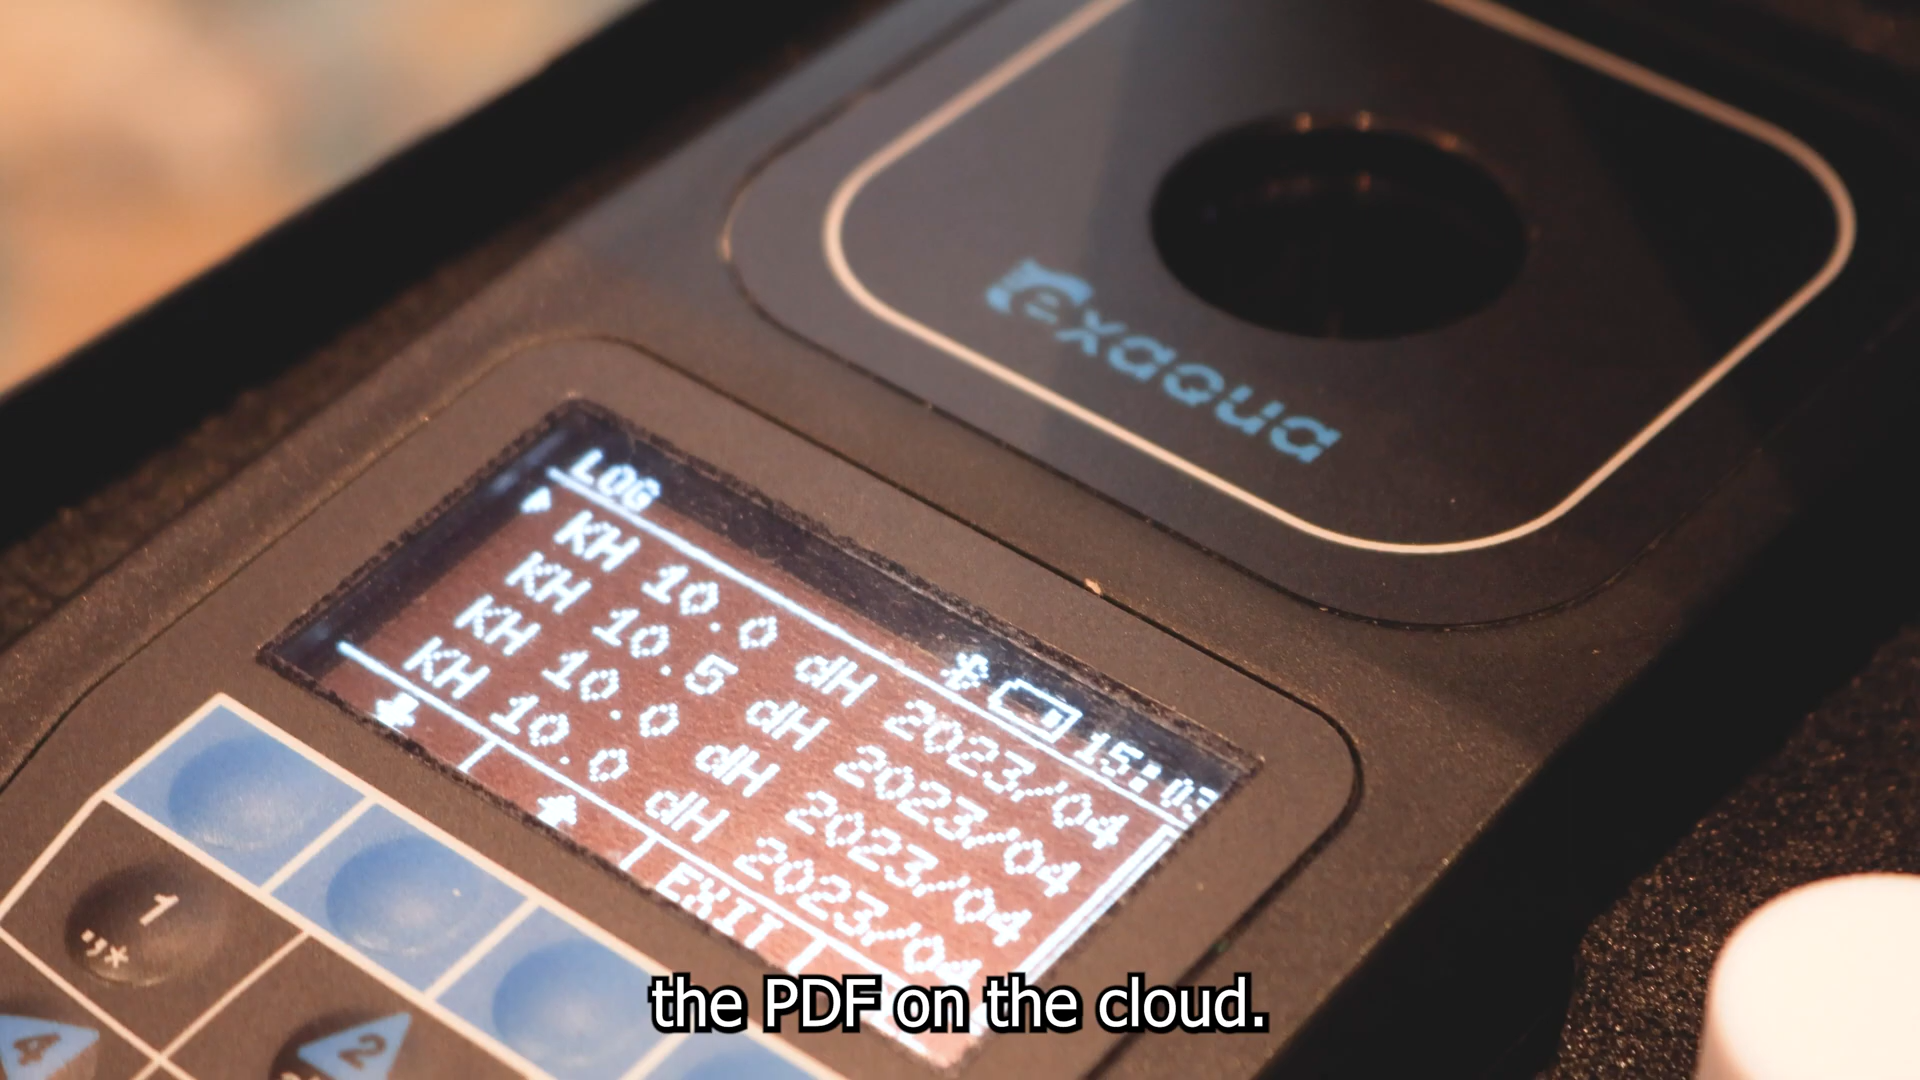 exaqua
LOG 15:03
KH 10.0 dH 2023/04
KH 10.5 dH 2023/04
KH 10.0 dH 2023/04
KH 10.0 dH 2023/04
EXIT
1
.,*
2
4
the PDF on the cloud.